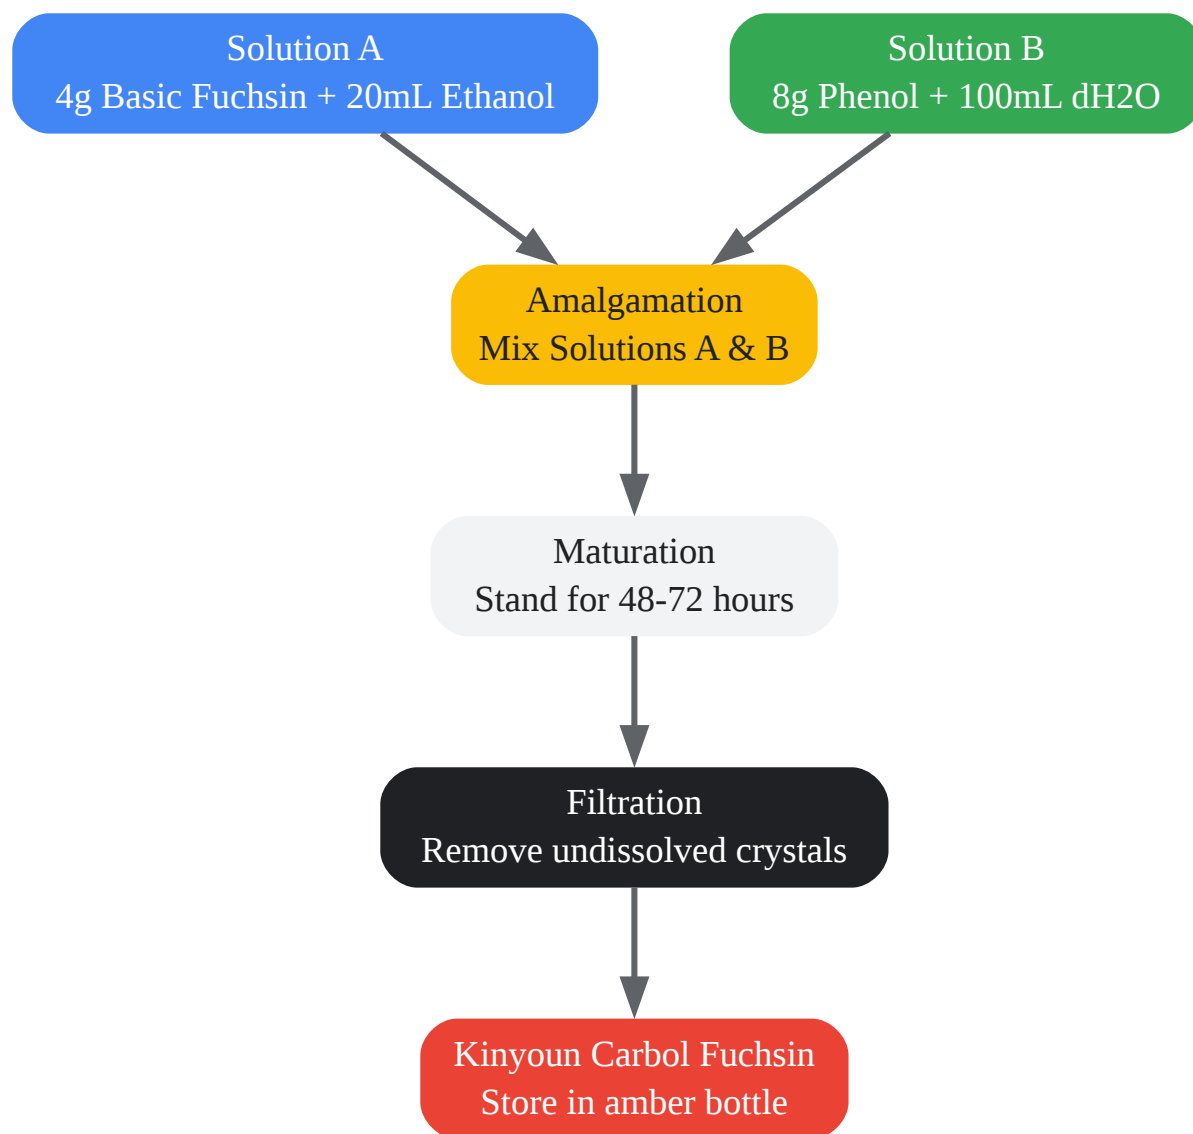 Solution A
4g Basic Fuchsin + 20mL Ethanol
Solution B
8g Phenol + 100mL dH2O
Amalgamation
Mix Solutions A & B
Maturation
Stand for 48-72 hours
Filtration
Remove undissolved crystals
Kinyoun Carbol Fuchsin
Store in amber bottle